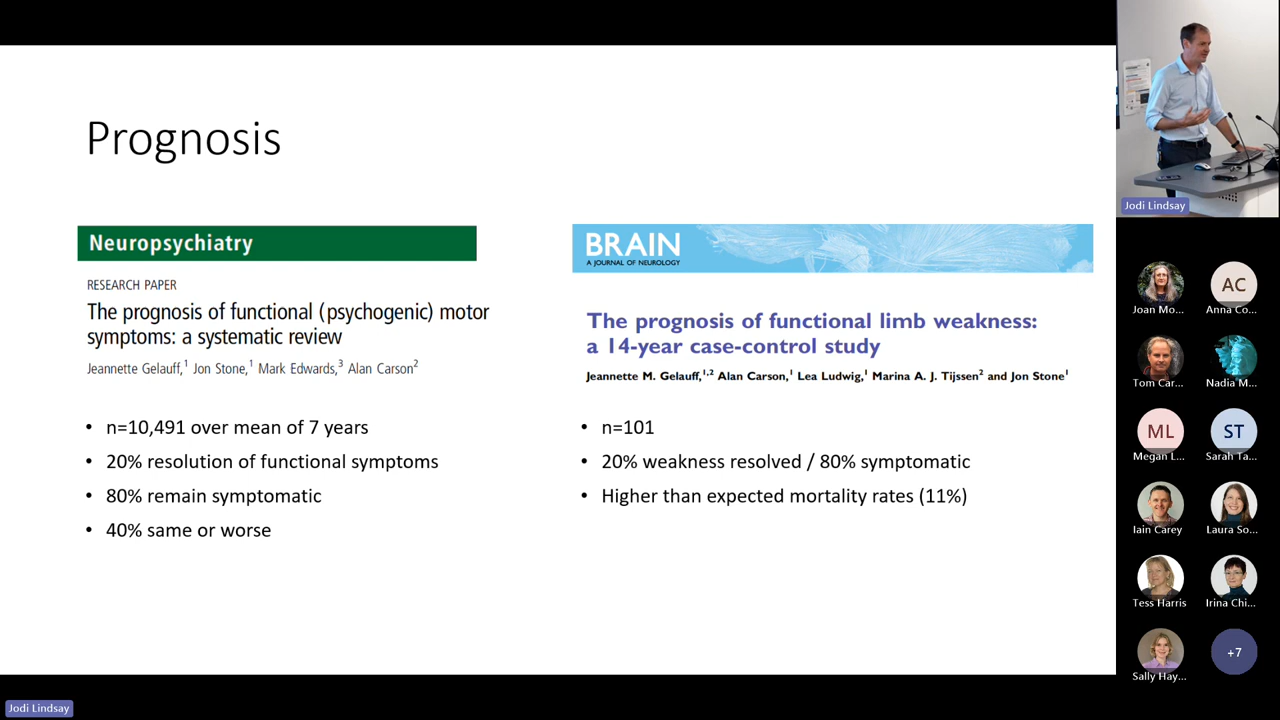 Prognosis
Neuropsychiatry
RESEARCH PAPER
The prognosis of functional (psychogenic) motor
symptoms: a systematic review
Jeannette Gelauff,1 Jon Stone,1 Mark Edwards,3 Alan Carson2
• n=10,491 over mean of 7 years
• 20% resolution of functional symptoms
• 80% remain symptomatic
• 40% same or worse
BRAIN
A JOURNAL OF NEUROLOGY
The prognosis of functional limb weakness:
a 14-year case-control study
Jeannette M. Gelauff,1,2 Alan Carson,1 Lea Ludwig,1 Marina A. J. Tijssen2 and Jon Stone1
• n=101
• 20% weakness resolved / 80% symptomatic
• Higher than expected mortality rates (11%)
Jodi Lindsay
Joan Mo...
AC
Anna Co...
Tom Car...
Nadia M...
ML
Megan L...
ST
Sarah Ta...
Iain Carey
Laura So...
Tess Harris
Irina Chi...
Sally Hay...
+7
Jodi Lindsay